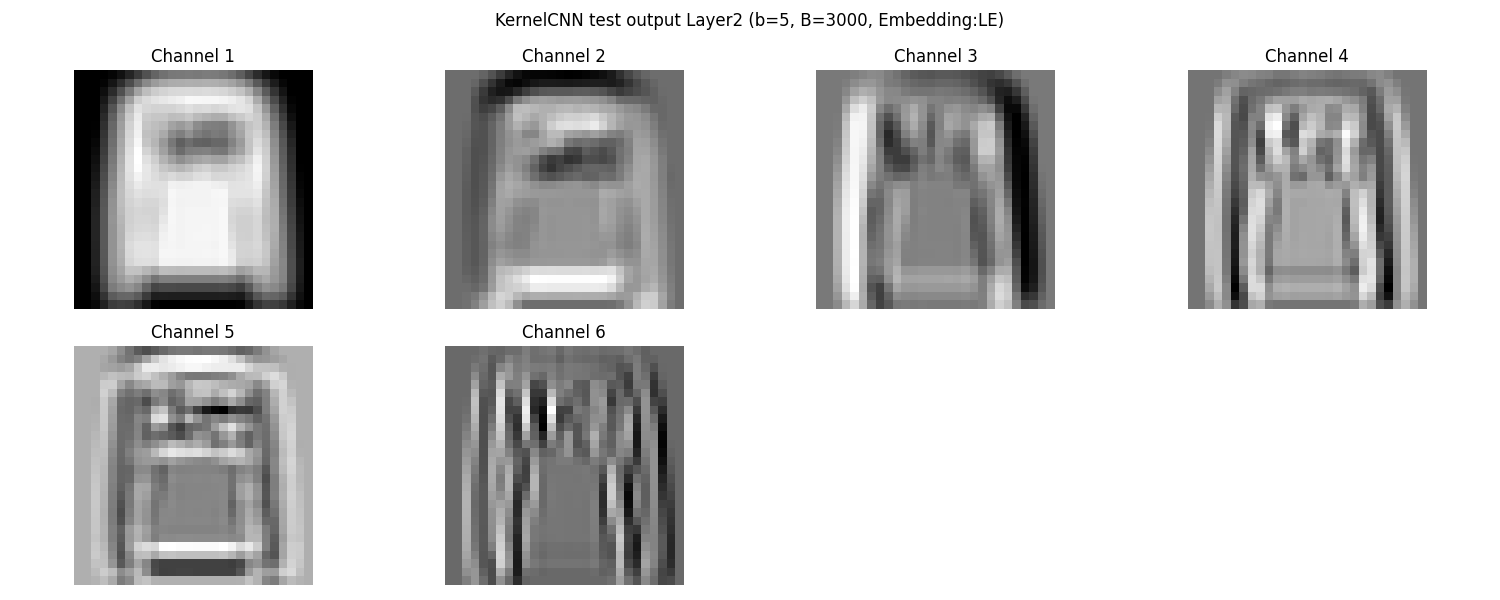 KernelCNN test output Layer2 (b=5, B=3000, Embedding:LE)
Channel 1
Channel 2
Channel 3
Channel 4
Channel 5
Channel 6